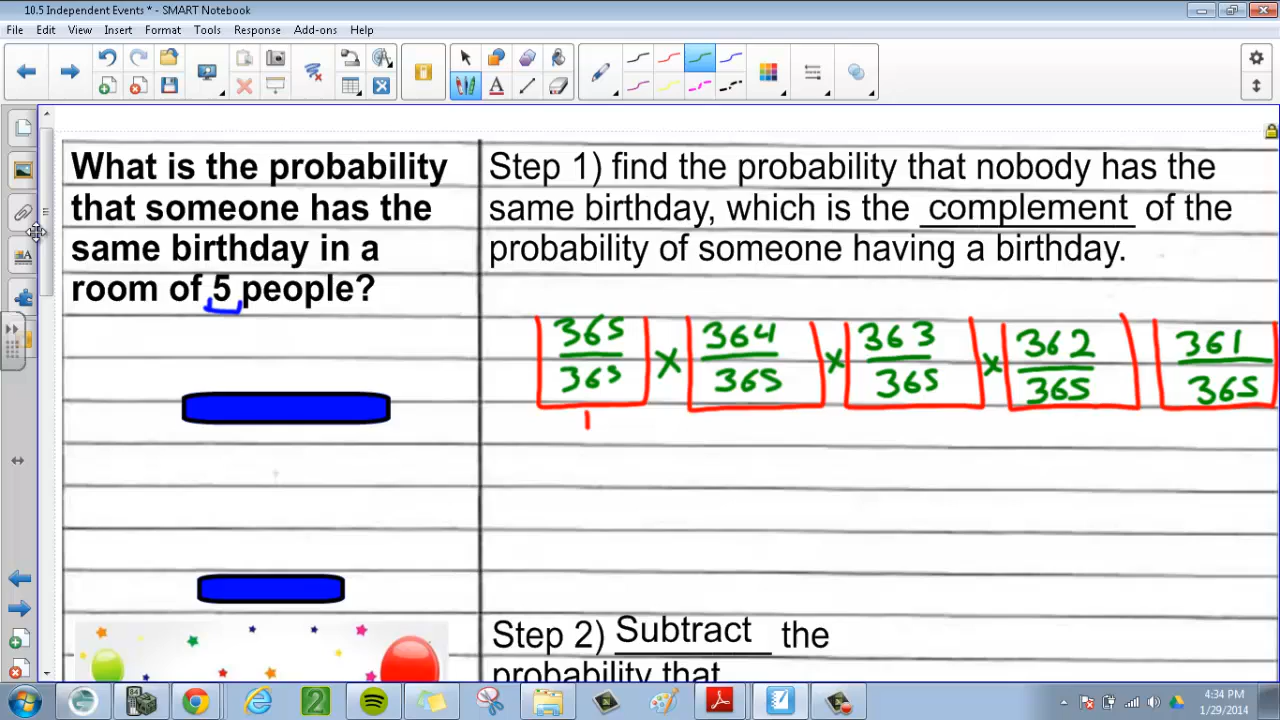 10.5 Independent Events * - SMART Notebook
File Edit View Insert Format Tools Response Add-ons Help
What is the probability
that someone has the
same birthday in a
room of 5 people?
Step 1) find the probability that nobody has the
same birthday, which is the complement of the
probability of someone having a birthday.
365/365 × 364/365 × 363/365 × 362/365 361/365
1
Step 2) Subtract the
probability that
4:34 PM
1/29/2014